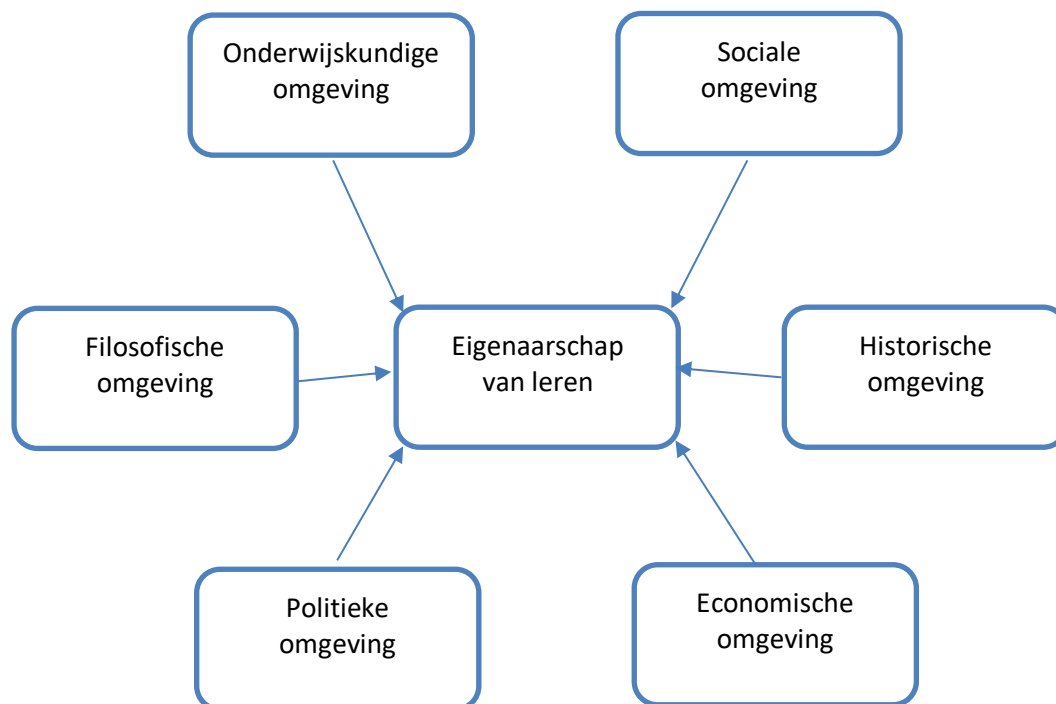 Onderwijskundige
omgeving
Sociale
omgeving
Filosofische
omgeving
Eigenaarschap
van leren
Historische
omgeving
Politieke
omgeving
Economische
omgeving